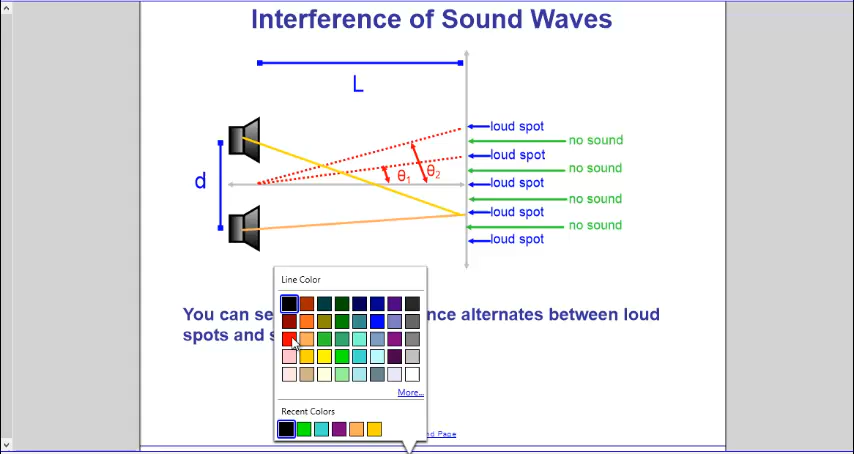 Interference of Sound Waves
L
loud spot
no sound
loud spot
no sound
d
θ1
θ2
loud spot
no sound
loud spot
no sound
loud spot
Line Color
You can se nce alternates between loud
spots and s
More...
Recent Colors
nd Page